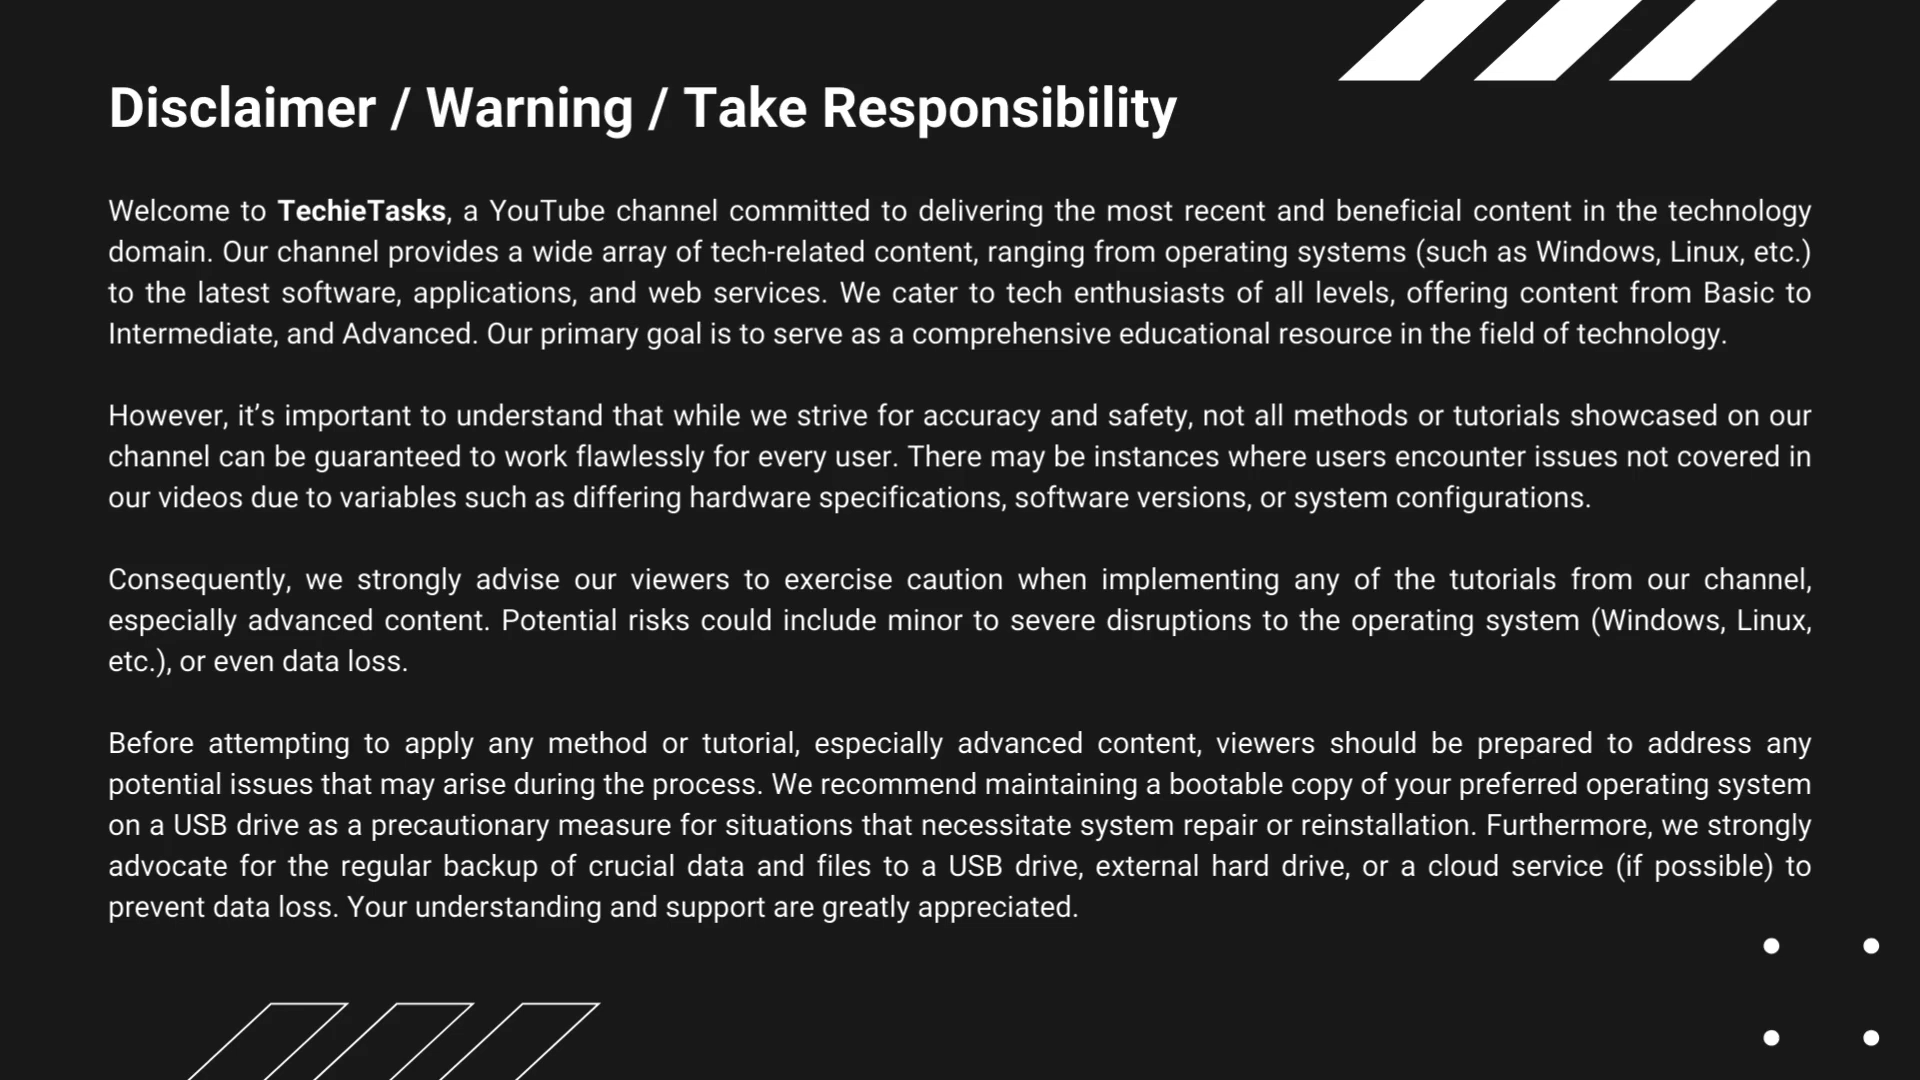 Disclaimer / Warning / Take Responsibility
Welcome to TechieTasks, a YouTube channel committed to delivering the most recent and beneficial content in the technology
domain. Our channel provides a wide array of tech-related content, ranging from operating systems (such as Windows, Linux, etc.)
to the latest software, applications, and web services. We cater to tech enthusiasts of all levels, offering content from Basic to
Intermediate, and Advanced. Our primary goal is to serve as a comprehensive educational resource in the field of technology.
However, it’s important to understand that while we strive for accuracy and safety, not all methods or tutorials showcased on our
channel can be guaranteed to work flawlessly for every user. There may be instances where users encounter issues not covered in
our videos due to variables such as differing hardware specifications, software versions, or system configurations.
Consequently, we strongly advise our viewers to exercise caution when implementing any of the tutorials from our channel,
especially advanced content. Potential risks could include minor to severe disruptions to the operating system (Windows, Linux,
etc.), or even data loss.
Before attempting to apply any method or tutorial, especially advanced content, viewers should be prepared to address any
potential issues that may arise during the process. We recommend maintaining a bootable copy of your preferred operating system
on a USB drive as a precautionary measure for situations that necessitate system repair or reinstallation. Furthermore, we strongly
advocate for the regular backup of crucial data and files to a USB drive, external hard drive, or a cloud service (if possible) to
prevent data loss. Your understanding and support are greatly appreciated.